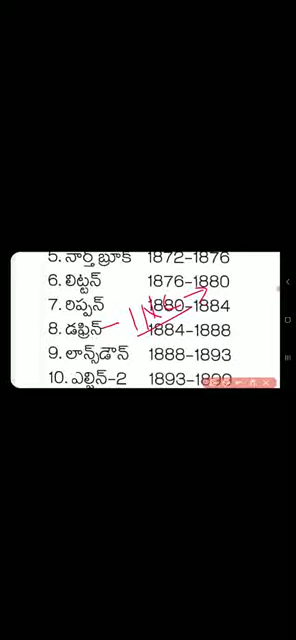 5. నార్తిబ్రూక్ 1872-1876
6. లిట్టన్ 1876-1880
7. రిప్పన్ 1880-1884
8. డఫ్రిన్ - INC 1884-1888
9. లాన్స్‌డౌన్ 1888-1893
10. ఎల్జిన్-2 1893-1899